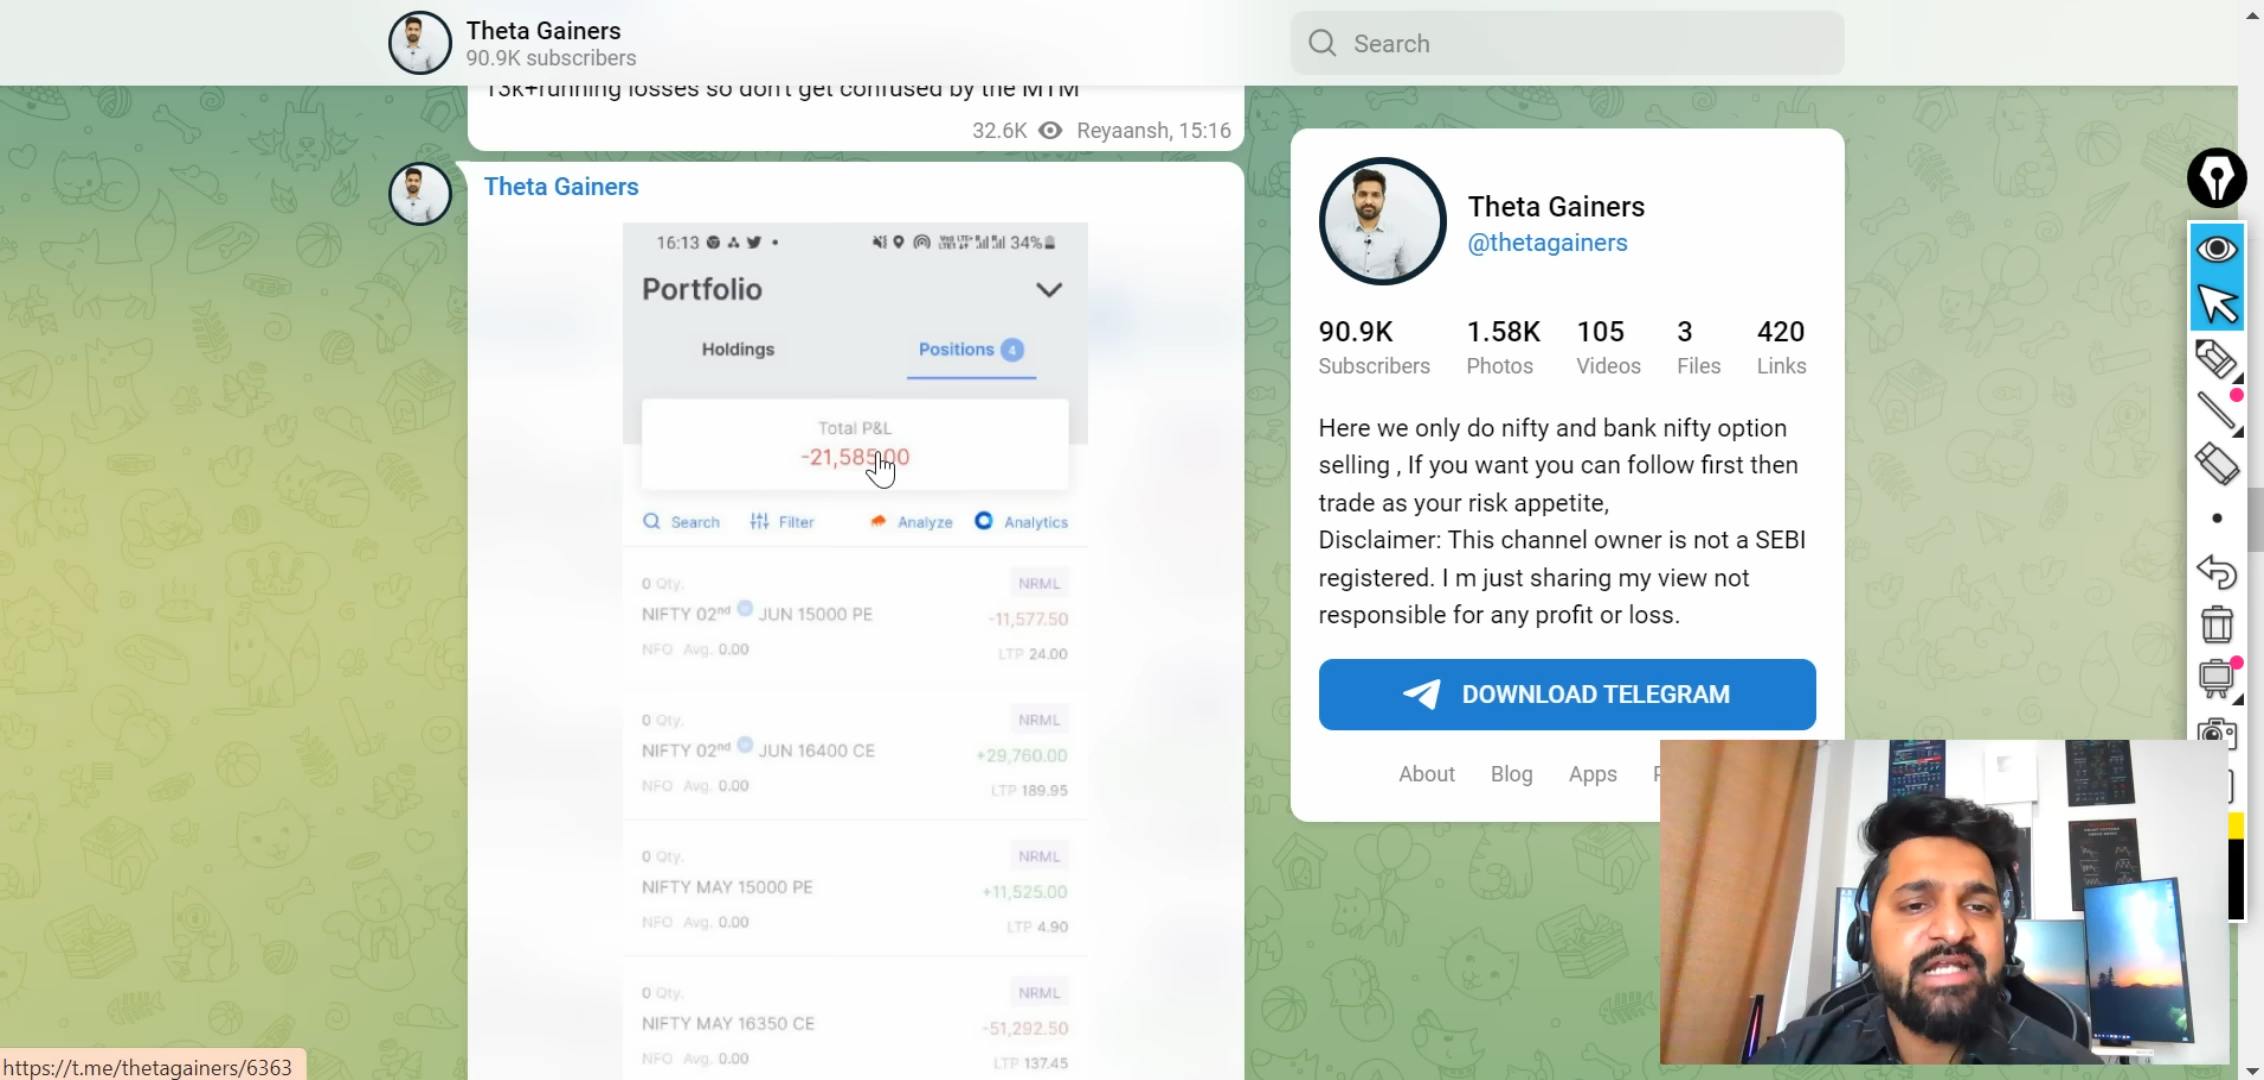 Theta Gainers
90.9K subscribers
Search
13k+running losses so don't get confused by the MTM
32.6K Reyaansh, 15:16
Theta Gainers
16:13
34%
Portfolio
Holdings
Positions 4
Total P&L
-21,585.00
Search
Filter
Analyze
Analytics
0 Qty.
NRML
NIFTY 02nd JUN 15000 PE
-11,577.50
NFO Avg. 0.00
LTP 24.00
0 Qty.
NRML
NIFTY 02nd JUN 16400 CE
+29,760.00
NFO Avg. 0.00
LTP 189.95
0 Qty.
NRML
NIFTY MAY 15000 PE
+11,525.00
NFO Avg. 0.00
LTP 4.90
0 Qty.
NRML
NIFTY MAY 16350 CE
-51,292.50
NFO Avg. 0.00
LTP 137.45
Theta Gainers
@thetagainers
90.9K
Subscribers
1.58K
Photos
105
Videos
3
Files
420
Links
Here we only do nifty and bank nifty option
selling , If you want you can follow first then
trade as your risk appetite,
Disclaimer: This channel owner is not a SEBI
registered. I m just sharing my view not
responsible for any profit or loss.
DOWNLOAD TELEGRAM
About
Blog
Apps
https://t.me/thetagainers/6363